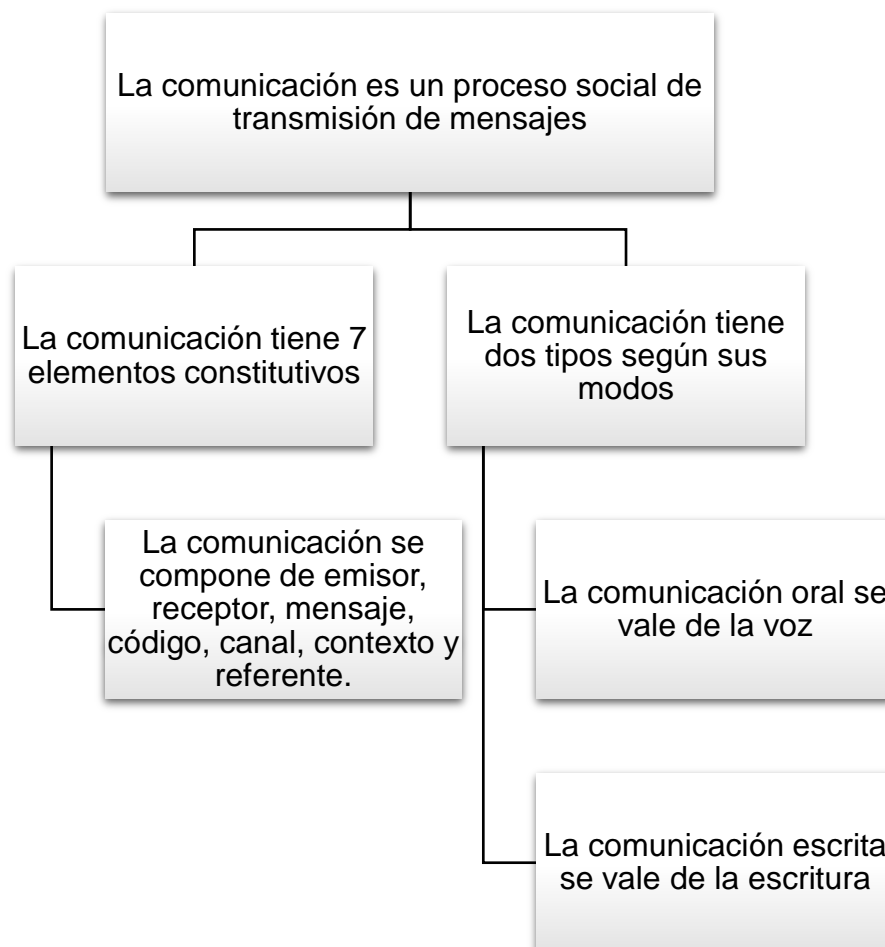 La comunicación es un proceso social de
transmisión de mensajes
La comunicación tiene 7
elementos constitutivos
La comunicación tiene
dos tipos según sus
modos
La comunicación se
compone de emisor,
receptor, mensaje,
código, canal, contexto y
referente.
La comunicación oral se
vale de la voz
La comunicación escrita
se vale de la escritura